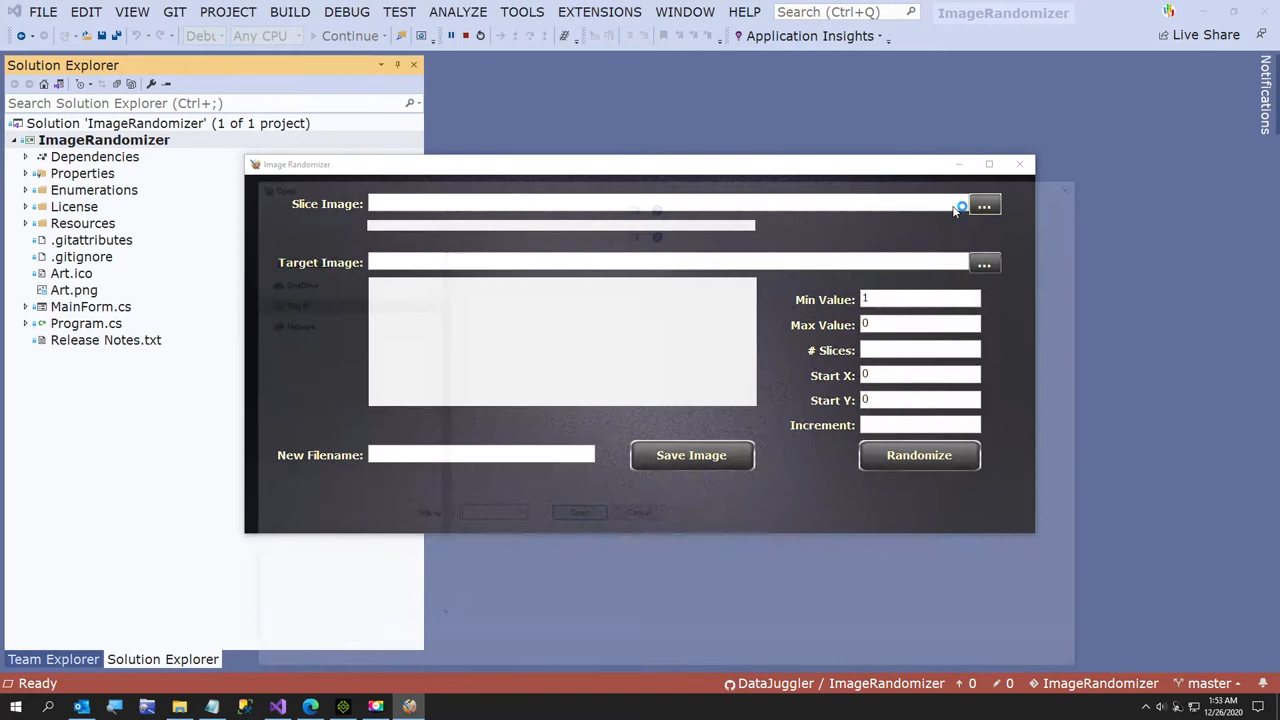 FILE EDIT VIEW GIT PROJECT BUILD DEBUG TEST ANALYZE TOOLS EXTENSIONS WINDOW HELP Search (Ctrl+Q) ImageRandomizer
Any CPU Continue Application Insights Live Share
Solution Explorer
Search Solution Explorer (Ctrl+;)
Solution 'ImageRandomizer' (1 of 1 project)
ImageRandomizer
Dependencies
Properties
Enumerations
License
Resources
.gitattributes
.gitignore
Art.ico
Art.png
MainForm.cs
Program.cs
Release Notes.txt
Team Explorer Solution Explorer
Notifications
Image Randomizer
Open
Slice Image: ...
Target Image: ...
OneDrive
Network
Min Value: 1
Max Value: 0
# Slices:
Start X: 0
Start Y: 0
Increment:
New Filename: Save Image Randomize
Open Cancel
Ready DataJuggler / ImageRandomizer 0 0 ImageRandomizer master
1:53 AM
12/26/2020